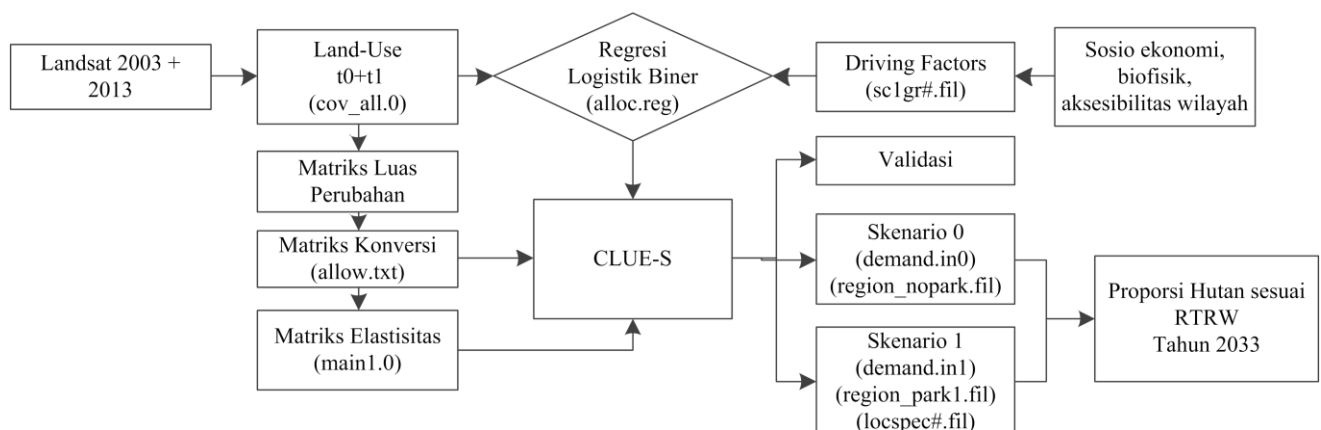 Landsat 2003 +
2013
Land-Use
t0+t1
(cov_all.0)
Regresi
Logistik Biner
(alloc.reg)
Driving Factors
(sc1gr#.fil)
Sosio ekonomi,
biofisik,
aksesibilitas wilayah
Matriks Luas
Perubahan
Matriks Konversi
(allow.txt)
Matriks Elastisitas
(main1.0)
CLUE-S
Validasi
Skenario 0
(demand.in0)
(region_nopark.fil)
Skenario 1
(demand.in1)
(region_park1.fil)
(locspec#.fil)
Proporsi Hutan sesuai
RTRW
Tahun 2033